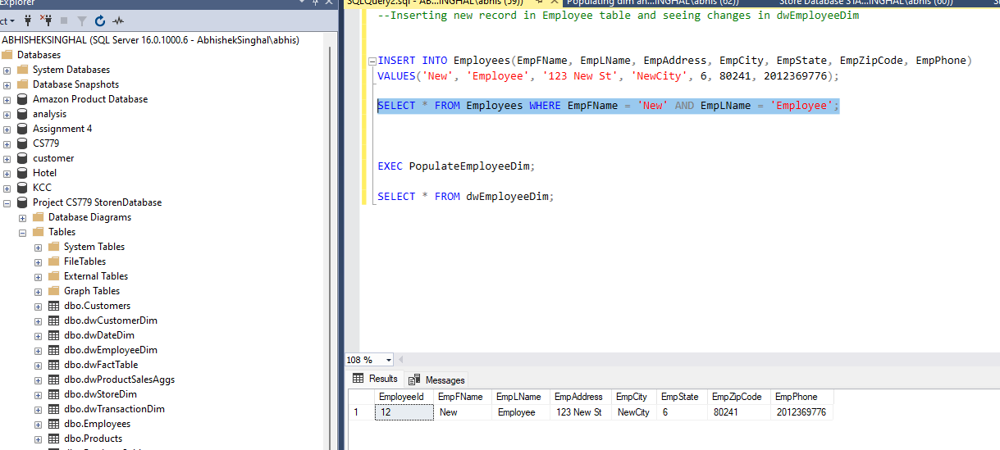 Explorer
ct
ABHISHEKSINGHAL (SQL Server 16.0.1000.6 - AbhishekSinghal\abhis)
Databases
System Databases
Database Snapshots
Amazon Product Database
analysis
Assignment 4
CS779
customer
Hotel
KCC
Project CS779 StorenDatabase
Database Diagrams
Tables
System Tables
FileTables
External Tables
Graph Tables
dbo.Customers
dbo.dwCustomerDim
dbo.dwDateDim
dbo.dwEmployeeDim
dbo.dwFactTable
dbo.dwProductSalesAggs
dbo.dwStoreDim
dbo.dwTransactionDim
dbo.Employees
dbo.Products
SQLQuery2.sql - AB...INGHAL\abhis (59))
Populating dim an...INGHAL\abhis (62))
Store Database STA...INGHAL\abhis (60))
--Inserting new record in Employee table and seeing changes in dwEmployeeDim
INSERT INTO Employees(EmpFName, EmpLName, EmpAddress, EmpCity, EmpState, EmpZipCode, EmpPhone)
VALUES('New', 'Employee', '123 New St', 'NewCity', 6, 80241, 2012369776);
SELECT * FROM Employees WHERE EmpFName = 'New' AND EmpLName = 'Employee';
EXEC PopulateEmployeeDim;
SELECT * FROM dwEmployeeDim;
108 %
Results Messages
EmployeeId EmpFName EmpLName EmpAddress EmpCity EmpState EmpZipCode EmpPhone
1 12 New Employee 123 New St NewCity 6 80241 2012369776